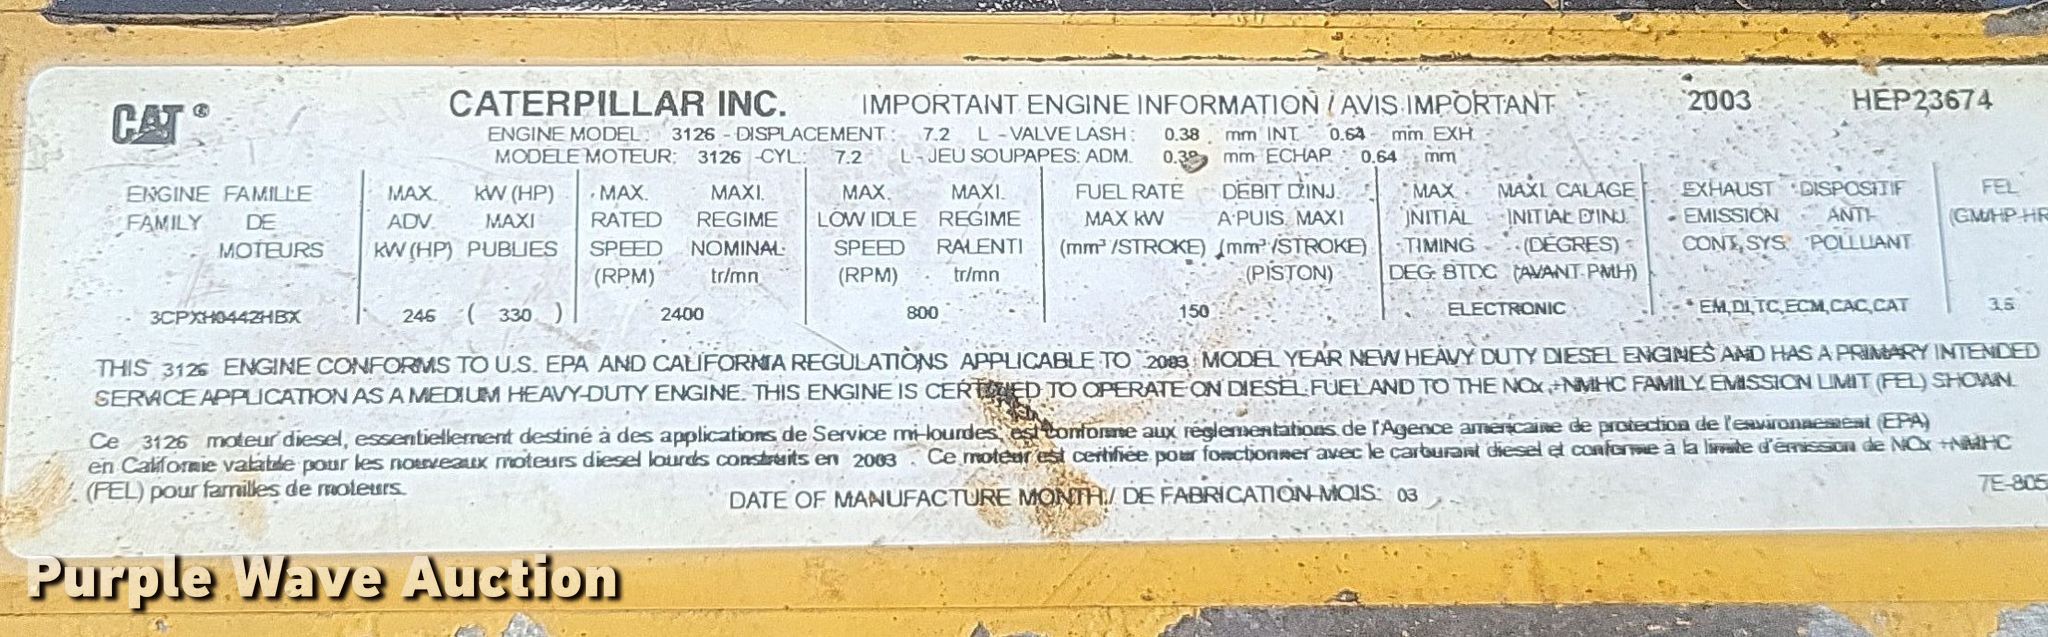 CAT ® CATERPILLAR INC. IMPORTANT ENGINE INFORMATION / AVIS IMPORTANT 2003 HEP23674
ENGINE MODEL: 3126 - DISPLACEMENT: 7.2 L - VALVE LASH: 0.38 mm INT. 0.64 mm EXH
MODELE MOTEUR: 3126 - CYL: 7.2 L - JEU SOUPAPES: ADM. 0.38 mm ECHAP. 0.64 mm
ENGINE FAMILLE MAX. kW (HP) MAX. MAXI. MAX. MAXI. FUEL RATE DEBIT D'INJ. MAX. MAXI. CALAGE EXHAUST DISPOSITIF FEL
FAMILY DE ADV. MAXI RATED REGIME LOW IDLE REGIME MAX kW A PUIS. MAXI INITIAL INITIAL D'INJ. EMISSION ANTI- (GM/HP-HR
MOTEURS kW (HP) PUBLIES SPEED NOMINAL SPEED RALENTI (mm³ /STROKE) (mm³ /STROKE) TIMING (DEGRES) CONT, SYS. POLLUANT
(RPM) tr/mn (RPM) tr/mn (PISTON) DEG. BTDC (AVANT PMH)
3CPXH0442HBX 246 ( 330 ) 2400 800 150 ELECTRONIC EM,DI,TC,ECM,CAC,CAT
THIS 3126 ENGINE CONFORMS TO U.S. EPA AND CALIFORNIA REGULATIONS APPLICABLE TO 2003 MODEL YEAR NEW HEAVY DUTY DIESEL ENGINES AND HAS A PRIMARY INTENDED
SERVICE APPLICATION AS A MEDIUM HEAVY-DUTY ENGINE. THIS ENGINE IS CERTIFIED TO OPERATE ON DIESEL FUEL AND TO THE NOx +NMHC FAMILY EMISSION LIMIT (FEL) SHOWN.
Ce 3126 moteur diesel, essentiellement destiné à des applications de Service mi-lourdes, est conforme aux réglementations de l'Agence américaine de protection de l'environnement (EPA)
en Californie valable pour les nouveaux moteurs diesel lourds construits en 2003 . Ce moteur est certifiée pour fonctionner avec le carburant diesel et conforme à la limite d'émission de NOx +NMHC
(FEL) pour familles de moteurs.
DATE OF MANUFACTURE MONTH / DE FABRICATION-MOIS: 03
7E-805
Purple Wave Auction